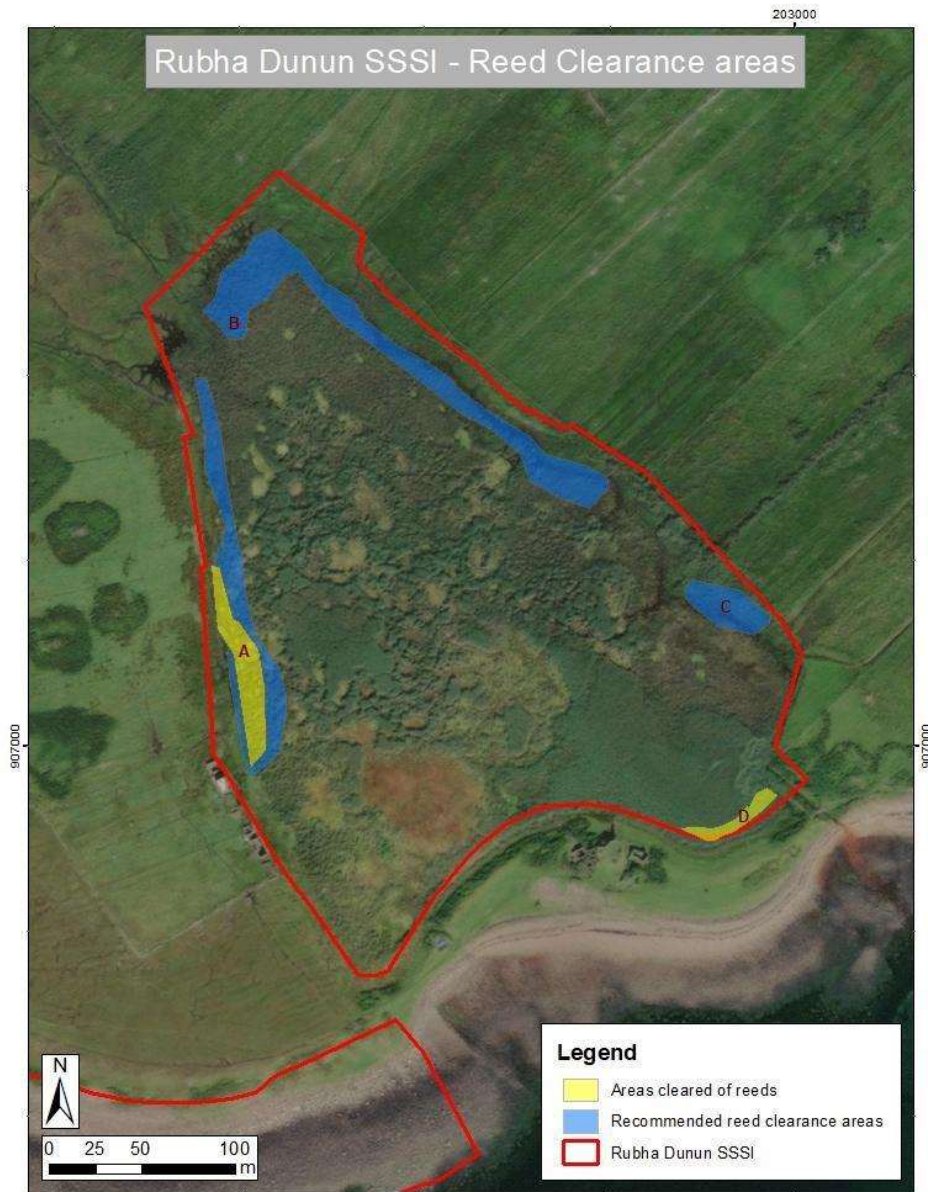 203000
Rubha Dunun SSSI - Reed Clearance areas
B
C
A
907000
907000
D
N
0 25 50 100
m
Legend
Areas cleared of reeds
Recommended reed clearance areas
Rubha Dunun SSSI